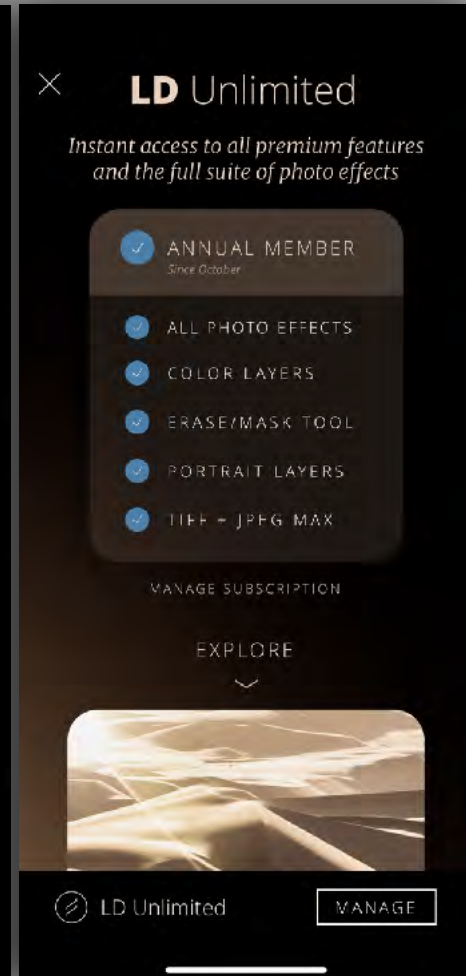 LD Unlimited
Instant access to all premium features
and the full suite of photo effects
ANNUAL MEMBER
Since October
ALL PHOTO EFFECTS
COLOR LAYERS
ERASE/MASK TOOL
PORTRAIT LAYERS
TIFF + JPEG MAX
MANAGE SUBSCRIPTION
EXPLORE
LD Unlimited
MANAGE